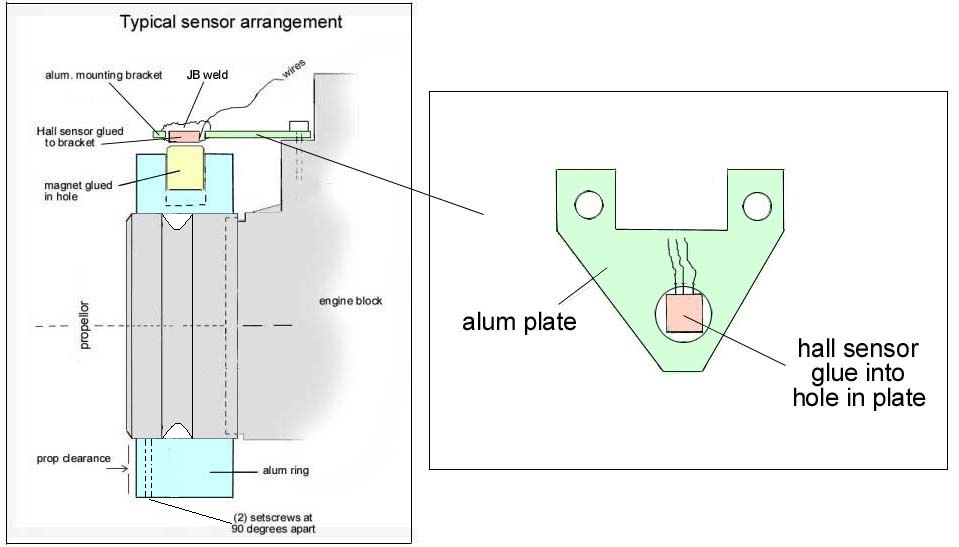 Typical sensor arrangement
alum. mounting bracket
JB weld
wires
Hall sensor glued
to bracket
magnet glued
in hole
propellor
engine block
prop clearance
alum ring
(2) setscrews at
90 degrees apart
alum plate
hall sensor
glue into
hole in plate